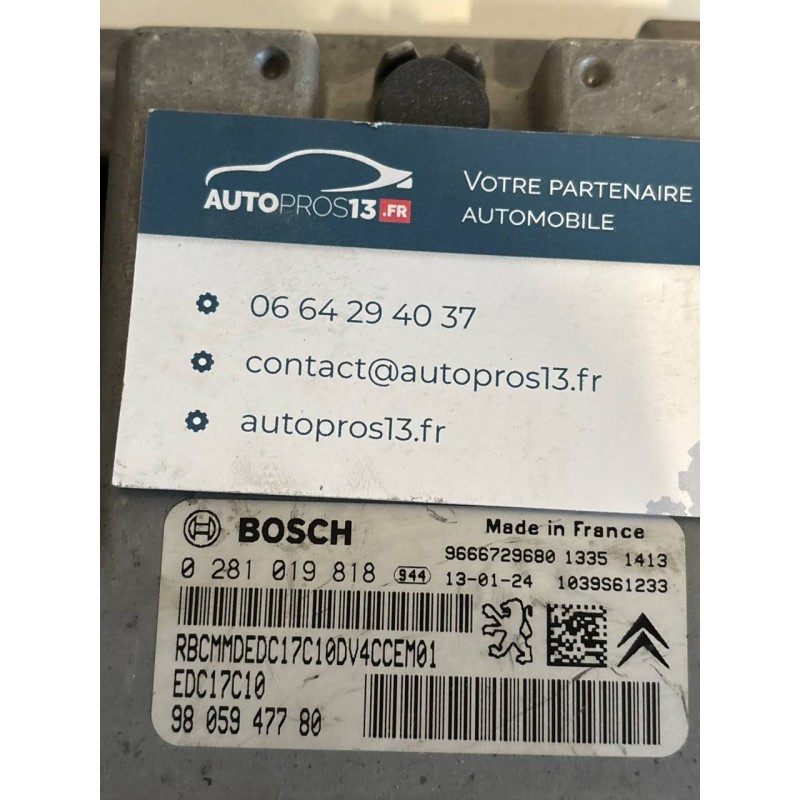 AUTOPROS13.FR
VOTRE PARTENAIRE
AUTOMOBILE
06 64 29 40 37
contact@autopros13.fr
autopros13.fr
BOSCH
Made in France
9666729680 1335 1413
0 281 019 818 944 13-01-24 1039S61233
RBCMMDEDC17C10DV4CCEM01
EDC17C10
98 059 477 80